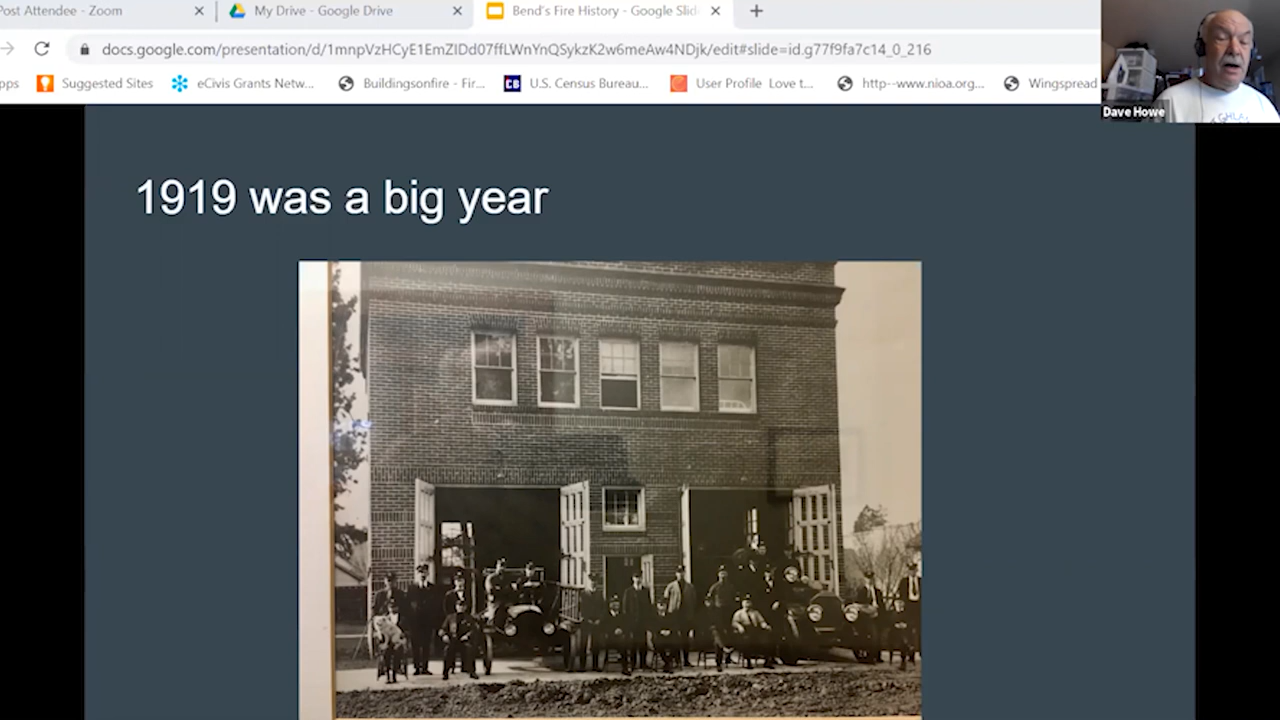 Post Attendee - Zoom
My Drive - Google Drive
Bend's Fire History - Google Slid
docs.google.com/presentation/d/1mnpVzHCyE1EmZIDd07ffLWnYnQSykzK2w6meAw4NDjk/edit#slide=id.g77f9fa7c14_0_216
pps Suggested Sites eCivis Grants Netw... Buildingsonfire - Fir... U.S. Census Bureau... User Profile Love t... http--www.nioa.org... Wingspread
CB
Dave Howe
1919 was a big year